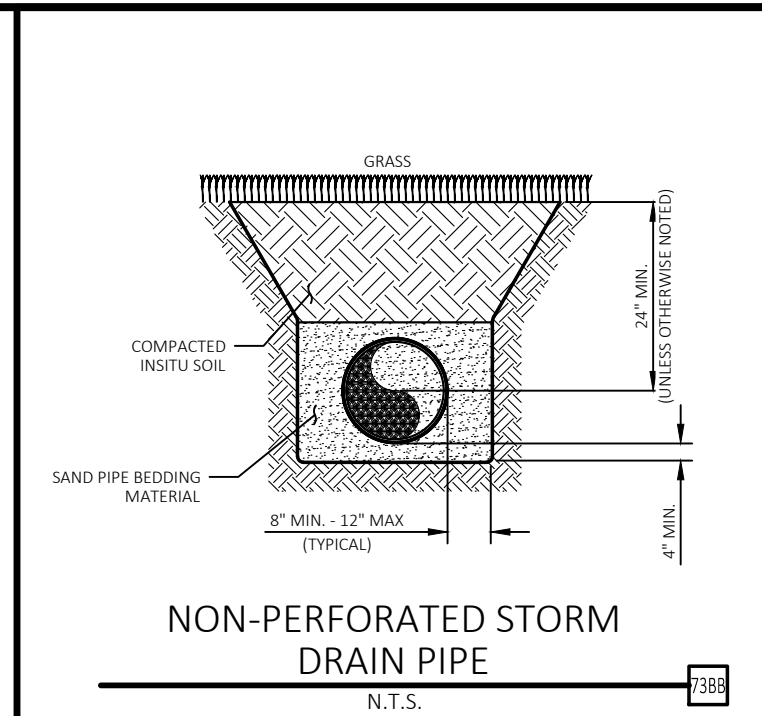 GRASS
24" MIN.
(UNLESS OTHERWISE NOTED)
COMPACTED
INSITU SOIL
SAND PIPE BEDDING
MATERIAL
8" MIN. - 12" MAX
(TYPICAL)
4" MIN.
NON-PERFORATED STORM
DRAIN PIPE
73BB
N.T.S.